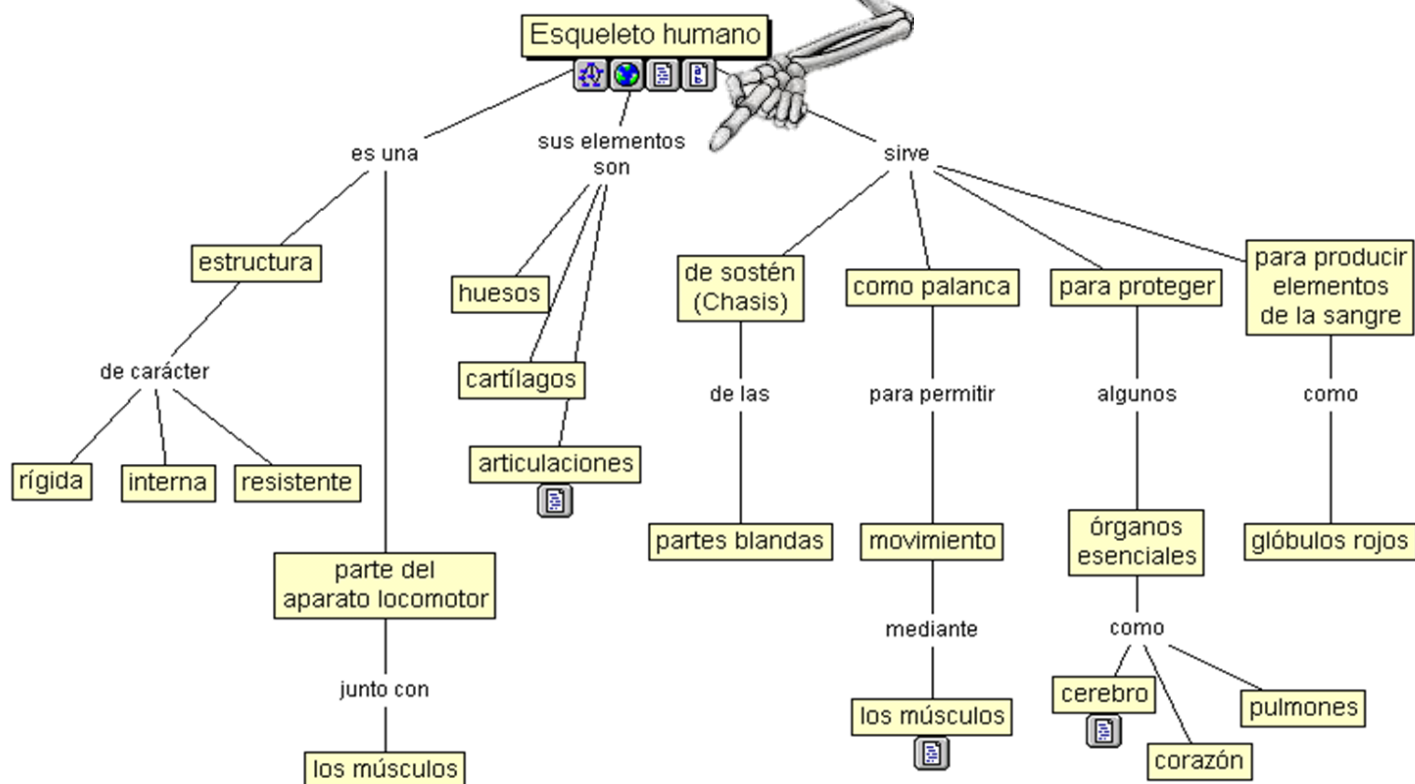 Esqueleto humano
es una
sus elementos
son
sirve
estructura
de carácter
rígida
interna
resistente
parte del
aparato locomotor
junto con
los músculos
huesos
cartílagos
articulaciones
de sostén
(Chasis)
de las
partes blandas
como palanca
para permitir
movimiento
mediante
los músculos
para proteger
algunos
órganos
esenciales
como
cerebro
corazón
pulmones
para producir
elementos
de la sangre
como
glóbulos rojos